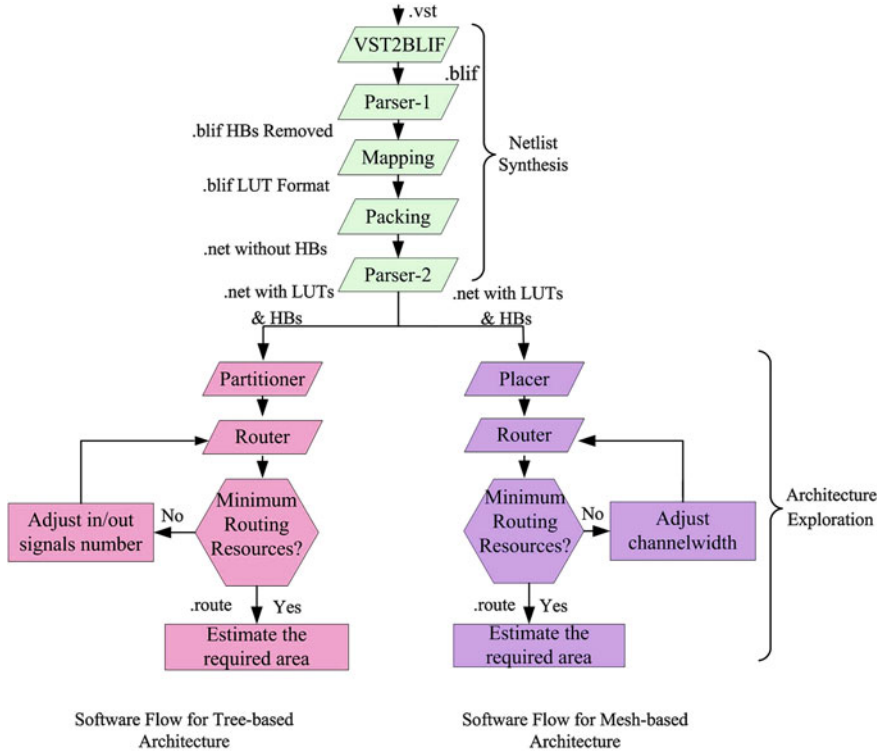 .vst
VST2BLIF
.blif
Parser-1
.blif HBs Removed
Mapping
.blif LUT Format
Packing
.net without HBs
Parser-2
Netlist
Synthesis
.net with LUTs
& HBs
.net with LUTs
& HBs
Partitioner
Router
Minimum
Routing
Resources?
No
Adjust in/out
signals number
.route
Yes
Estimate the
required area
Placer
Router
Minimum
Routing
Resources?
No
Adjust
channelwidth
.route
Yes
Estimate the
required area
Architecture
Exploration
Software Flow for Tree-based
Architecture
Software Flow for Mesh-based
Architecture